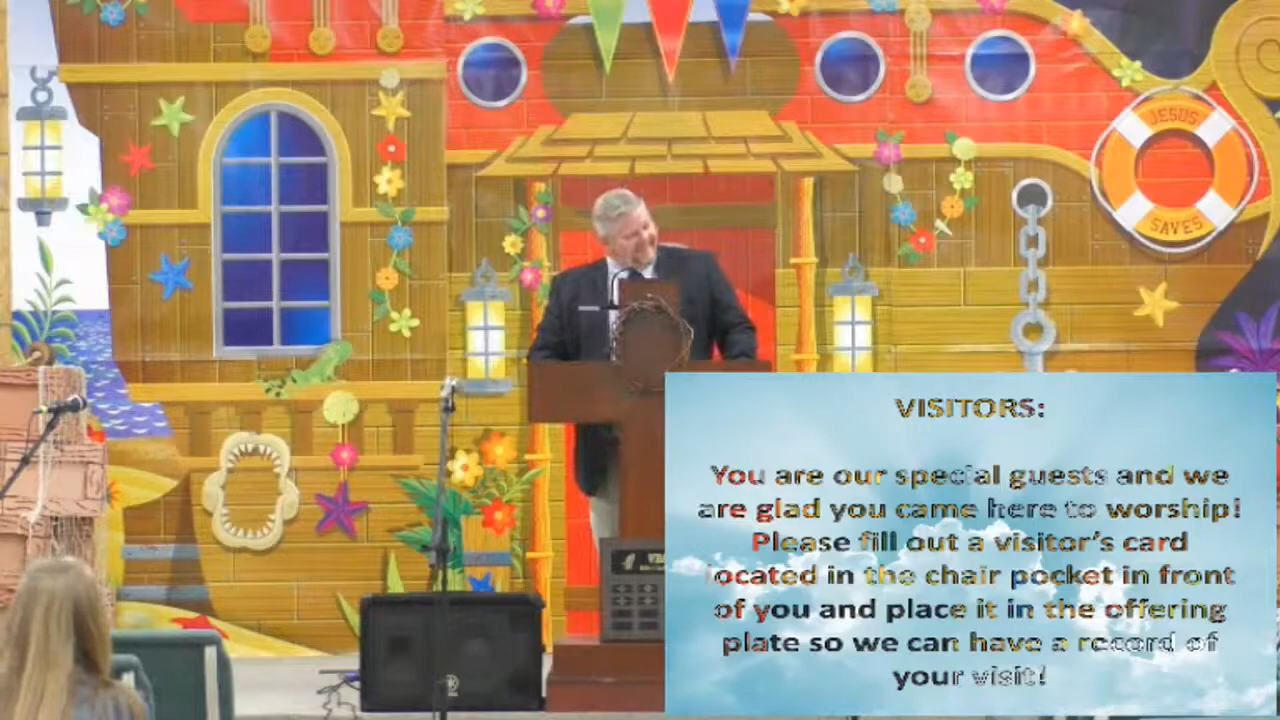 JESUS
SAVES
VISITORS:
You are our special guests and we
are glad you came here to worship!
Please fill out a visitor's card
located in the chair pocket in front
of you and place it in the offering
plate so we can have a record of
your visit!